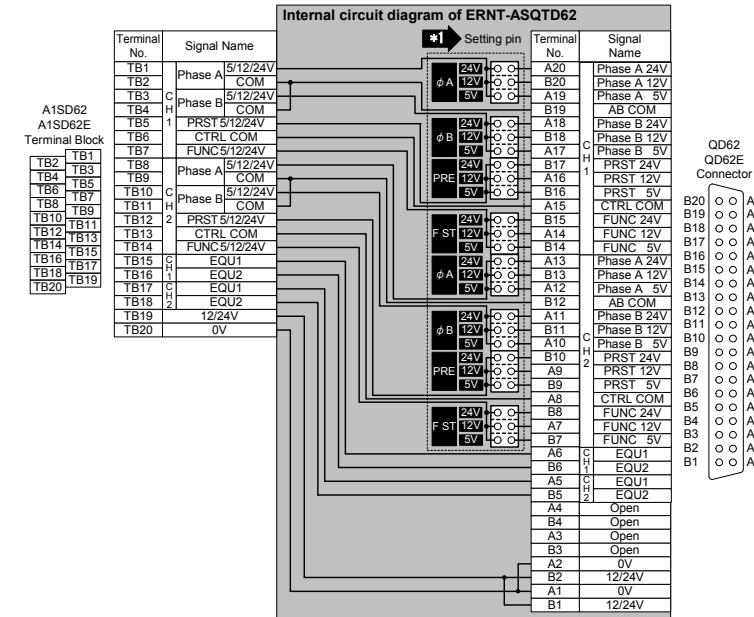 Internal circuit diagram of ERNT-ASQTD62
*1 Setting pin
Terminal No. Signal Name
TB1 Phase A 5/12/24V
TB2 COM
TB3 CH1 Phase B 5/12/24V
TB4 COM
TB5 PRST 5/12/24V
TB6 CTRL COM
TB7 FUNC 5/12/24V
TB8 Phase A 5/12/24V
TB9 COM
TB10 CH2 Phase B 5/12/24V
TB11 COM
TB12 PRST 5/12/24V
TB13 CTRL COM
TB14 FUNC 5/12/24V
TB15 CH1 EQU1
TB16 EQU2
TB17 CH2 EQU1
TB18 EQU2
TB19 12/24V
TB20 0V
A1SD62
A1SD62E
Terminal Block
TB1
TB2
TB3
TB4
TB5
TB6
TB7
TB8
TB9
TB10
TB11
TB12
TB13
TB14
TB15
TB16
TB17
TB18
TB19
TB20
φA 24V 12V 5V
φB 24V 12V 5V
PRE 24V 12V 5V
F ST 24V 12V 5V
φA 24V 12V 5V
φB 24V 12V 5V
PRE 24V 12V 5V
F ST 24V 12V 5V
Terminal No. Signal Name
A20 Phase A 24V
B20 Phase A 12V
A19 Phase A 5V
B19 AB COM
A18 Phase B 24V
B18 Phase B 12V
A17 CH1 Phase B 5V
B17 PRST 24V
A16 PRST 12V
B16 PRST 5V
A15 CTRL COM
B15 FUNC 24V
A14 FUNC 12V
B14 FUNC 5V
A13 Phase A 24V
B13 Phase A 12V
A12 Phase A 5V
B12 AB COM
A11 Phase B 24V
B11 Phase B 12V
A10 CH2 Phase B 5V
B10 PRST 24V
A9 PRST 12V
B9 PRST 5V
A8 CTRL COM
B8 FUNC 24V
A7 FUNC 12V
B7 FUNC 5V
A6 CH1 EQU1
B6 EQU2
A5 CH2 EQU1
B5 EQU2
A4 Open
B4 Open
A3 Open
B3 Open
A2 0V
B2 12/24V
A1 0V
B1 12/24V
QD62
QD62E
Connector
B20
B19
B18
B17
B16
B15
B14
B13
B12
B11
B10
B9
B8
B7
B6
B5
B4
B3
B2
B1